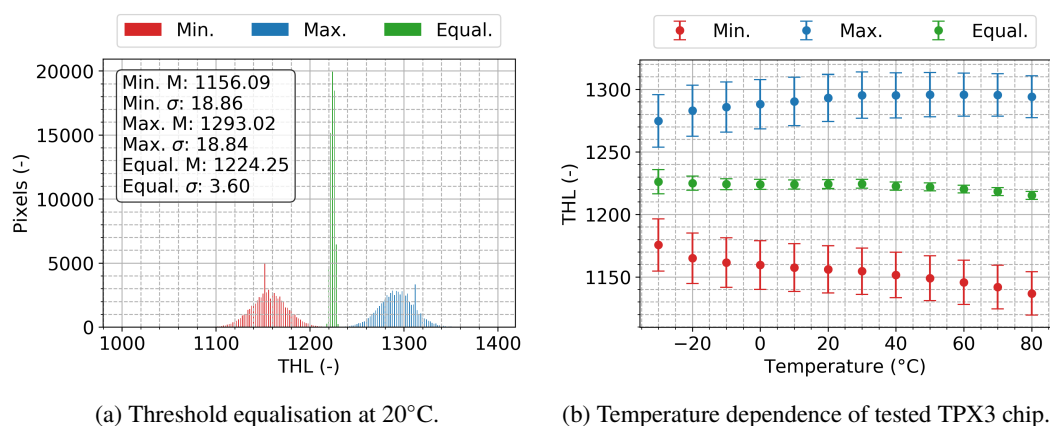 Min. Max. Equal.
20000
15000
10000
5000
0
Pixels (-)
Min. M: 1156.09
Min. σ: 18.86
Max. M: 1293.02
Max. σ: 18.84
Equal. M: 1224.25
Equal. σ: 3.60
1000 1100 1200 1300 1400
THL (-)
(a) Threshold equalisation at 20°C.
Min. Max. Equal.
1300
1250
1200
1150
THL (-)
−20 0 20 40 60 80
Temperature (°C)
(b) Temperature dependence of tested TPX3 chip.